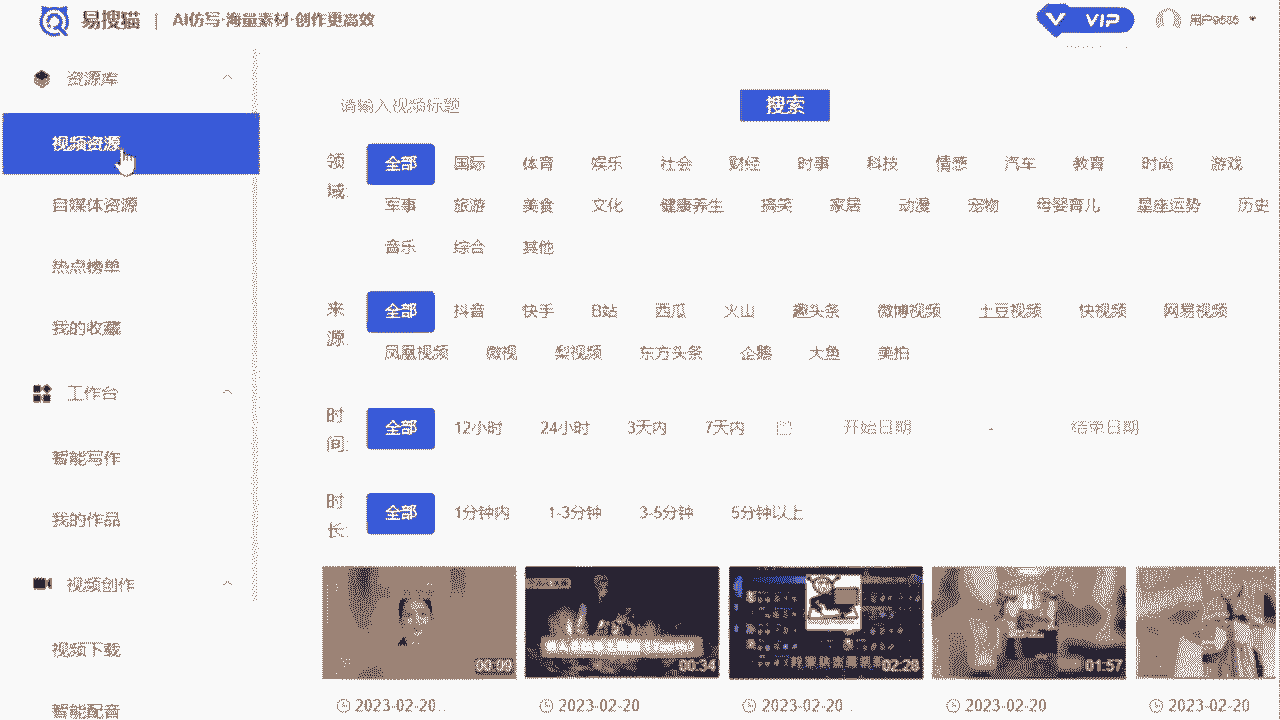 易搜猫 | AI仿写·海量素材·创作更高效
VIP
资源库
视频资源
自媒体资源
热点榜单
我的收藏
工作台
智能写作
我的作品
视频创作
视频下载
智能配音
请输入视频标题
搜索
领域:
全部 国际 体育 娱乐 社会 财经 时事 科技 情感 汽车 教育 时尚 游戏
军事 旅游 美食 文化 健康养生 搞笑 家居 动漫 宠物 母婴育儿 星座运势 历史
音乐 综合 其他
来源:
全部 抖音 快手 B站 西瓜 火山 趣头条 微博视频 土豆视频 网易视频
凤凰视频 微视 梨视频 东方头条 企鹅 大鱼 美拍
时间:
全部 12小时 24小时 3天内 7天内 开始日期 - 结束日期
时长:
全部 1分钟内 1-3分钟 3-5分钟 5分钟以上
00:34 02:28 01:57
2023-02-20.. 2023-02-20 2023-02-20.. 2023-02-20 2023-02-20